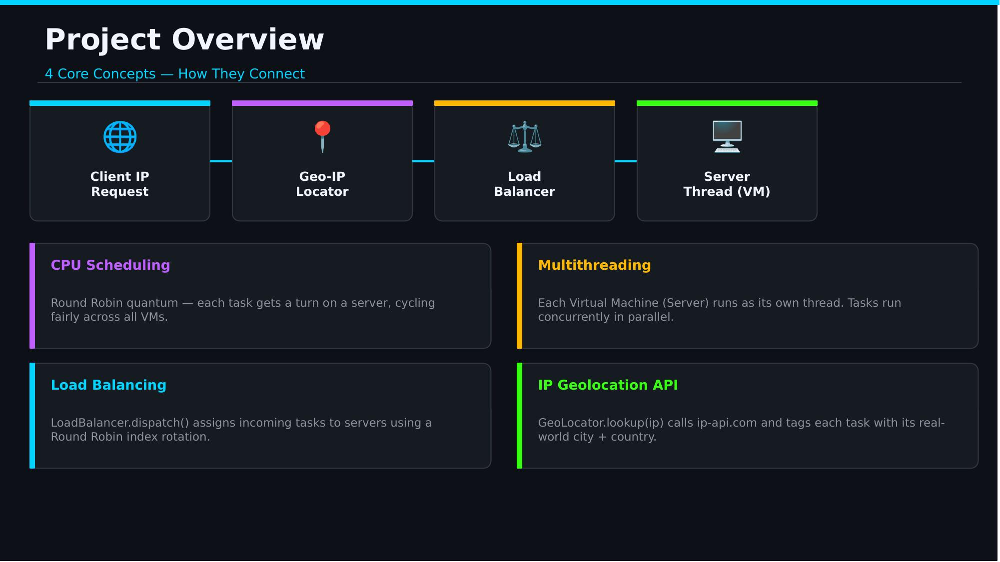 Project Overview
4 Core Concepts — How They Connect
Client IP
Request
Geo-IP
Locator
Load
Balancer
Server
Thread (VM)
CPU Scheduling
Round Robin quantum — each task gets a turn on a server, cycling
fairly across all VMs.
Multithreading
Each Virtual Machine (Server) runs as its own thread. Tasks run
concurrently in parallel.
Load Balancing
LoadBalancer.dispatch() assigns incoming tasks to servers using a
Round Robin index rotation.
IP Geolocation API
GeoLocator.lookup(ip) calls ip-api.com and tags each task with its real-
world city + country.